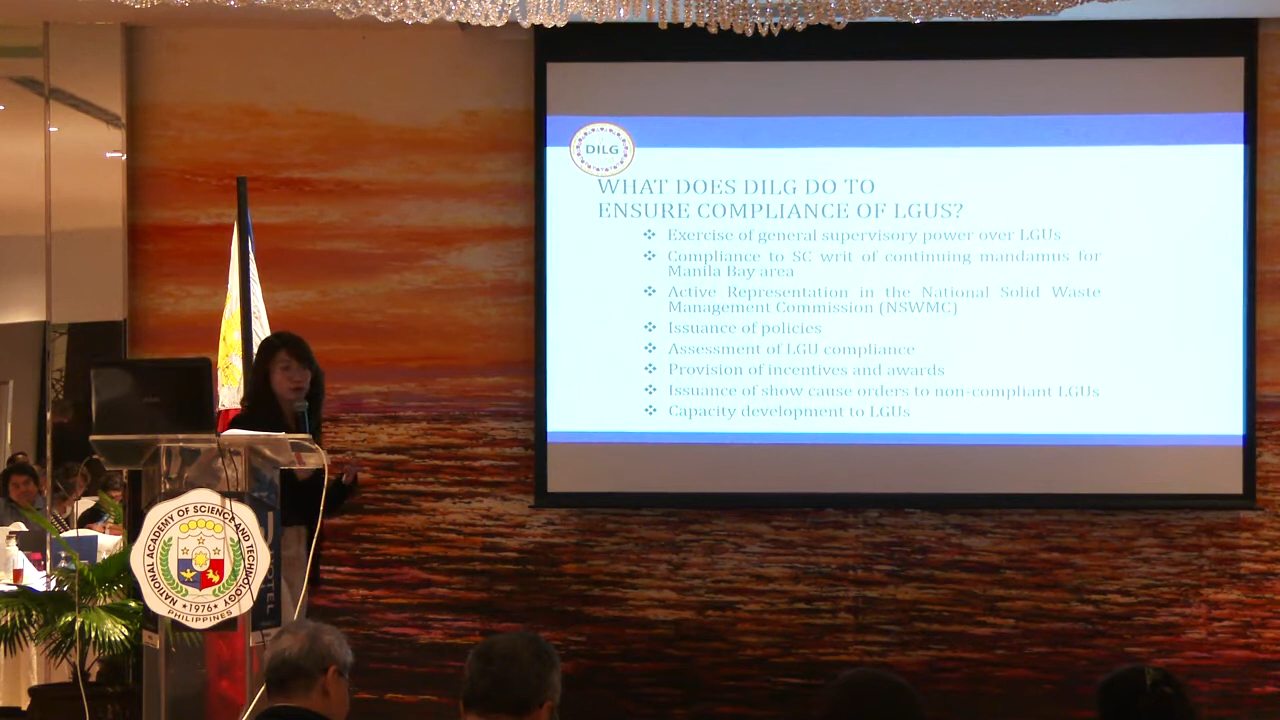 DILG
WHAT DOES DILG DO TO
ENSURE COMPLIANCE OF LGUS?
❖ Exercise of general supervisory power over LGUs
❖ Compliance to SC writ of continuing mandamus for
Manila Bay area
❖ Active Representation in the National Solid Waste
Management Commission (NSWMC)
❖ Issuance of policies
❖ Assessment of LGU compliance
❖ Provision of incentives and awards
❖ Issuance of show cause orders to non-compliant LGUs
❖ Capacity development to LGUs
NATIONAL ACADEMY OF SCIENCE AND TECHNOLOGY
★1976★
PHILIPPINES